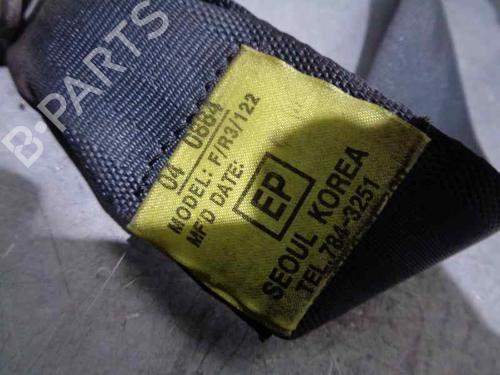 B-PARTS
04 0884
MODEL: F/R3/122
MF'D DATE:
EP
SEOUL KOREA
TEL.784-3251